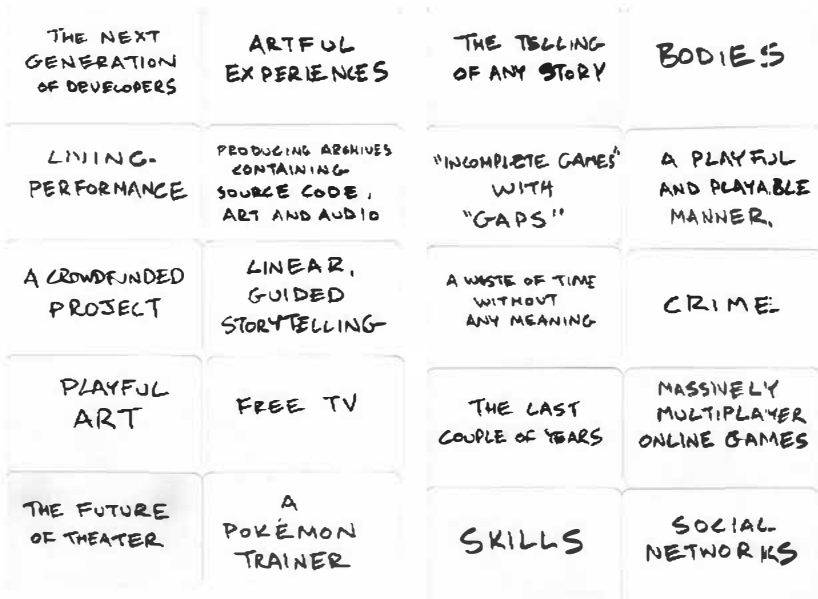 THE NEXT
GENERATION
OF DEVELOPERS
ARTFUL
EXPERIENCES
THE TELLING
OF ANY STORY
BODIES
LIVING
PERFORMANCE
PRODUCING ARCHIVES
CONTAINING
SOURCE CODE,
ART AND AUDIO
"INCOMPLETE GAMES"
WITH
"GAPS"
A PLAYFUL
AND PLAYABLE
MANNER.
A CROWDFUNDED
PROJECT
LINEAR,
GUIDED
STORYTELLING
A WASTE OF TIME
WITHOUT
ANY MEANING
CRIME
PLAYFUL
ART
FREE TV
THE LAST
COUPLE OF YEARS
MASSIVELY
MULTIPLAYER
ONLINE GAMES
THE FUTURE
OF THEATER
A
POKÉMON
TRAINER
SKILLS
SOCIAL
NETWORKS